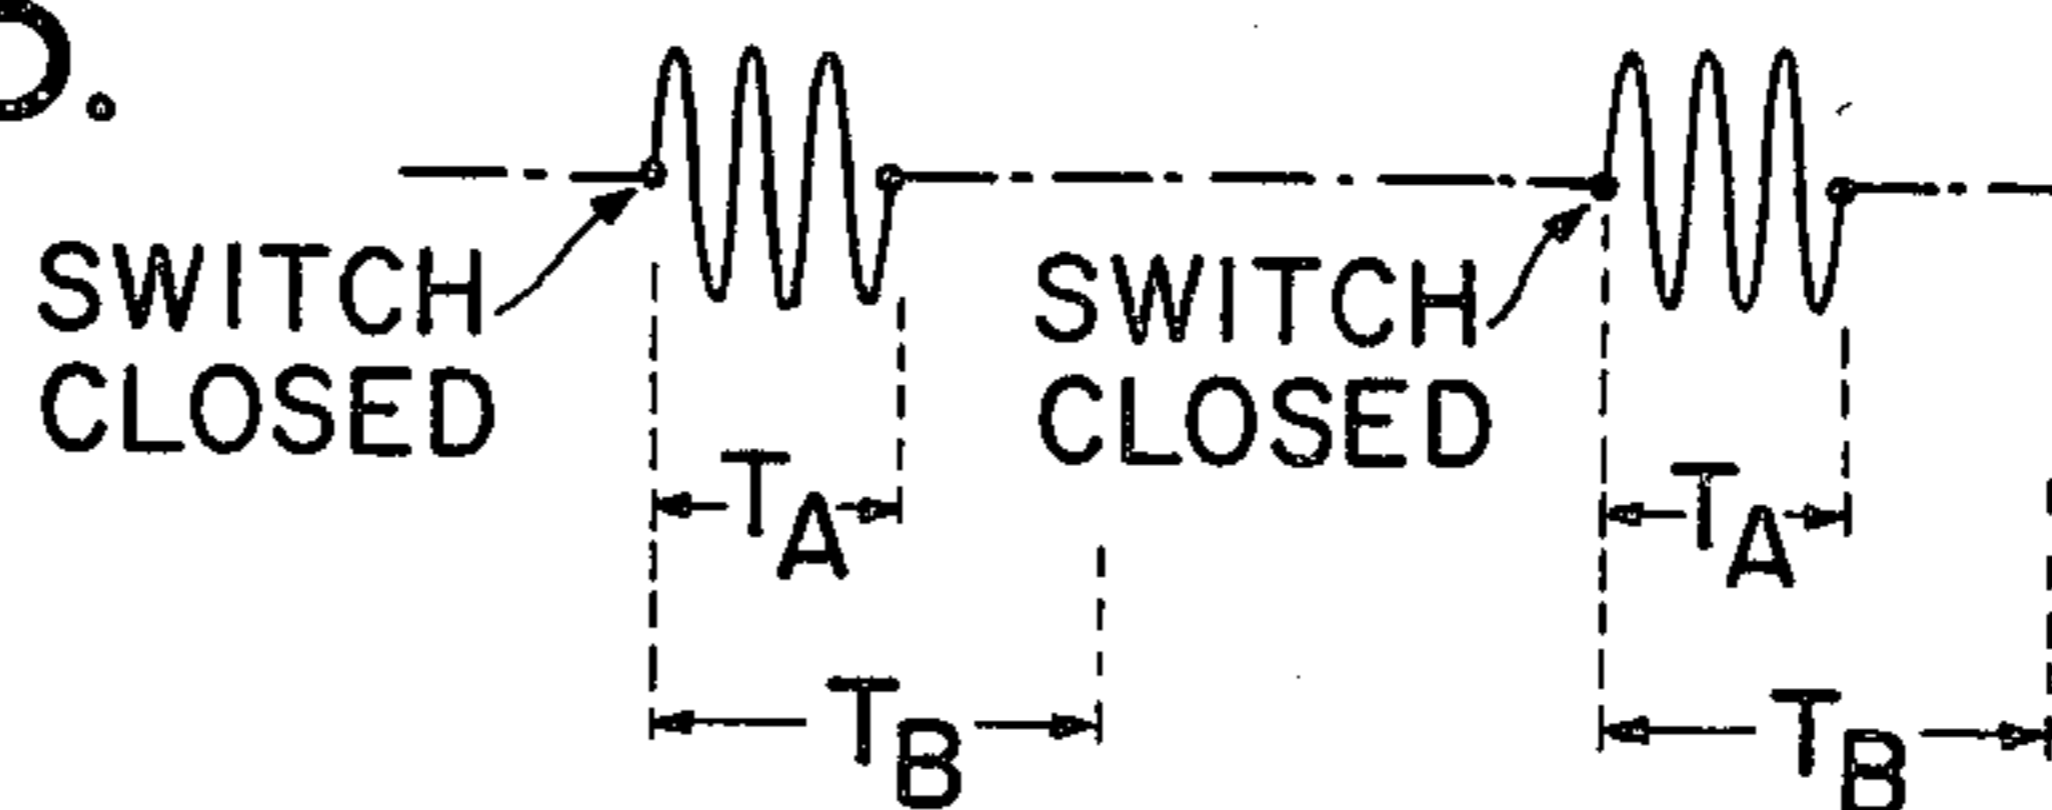 D.
SWITCH
CLOSED
SWITCH
CLOSED
TA
TA
TB
TB